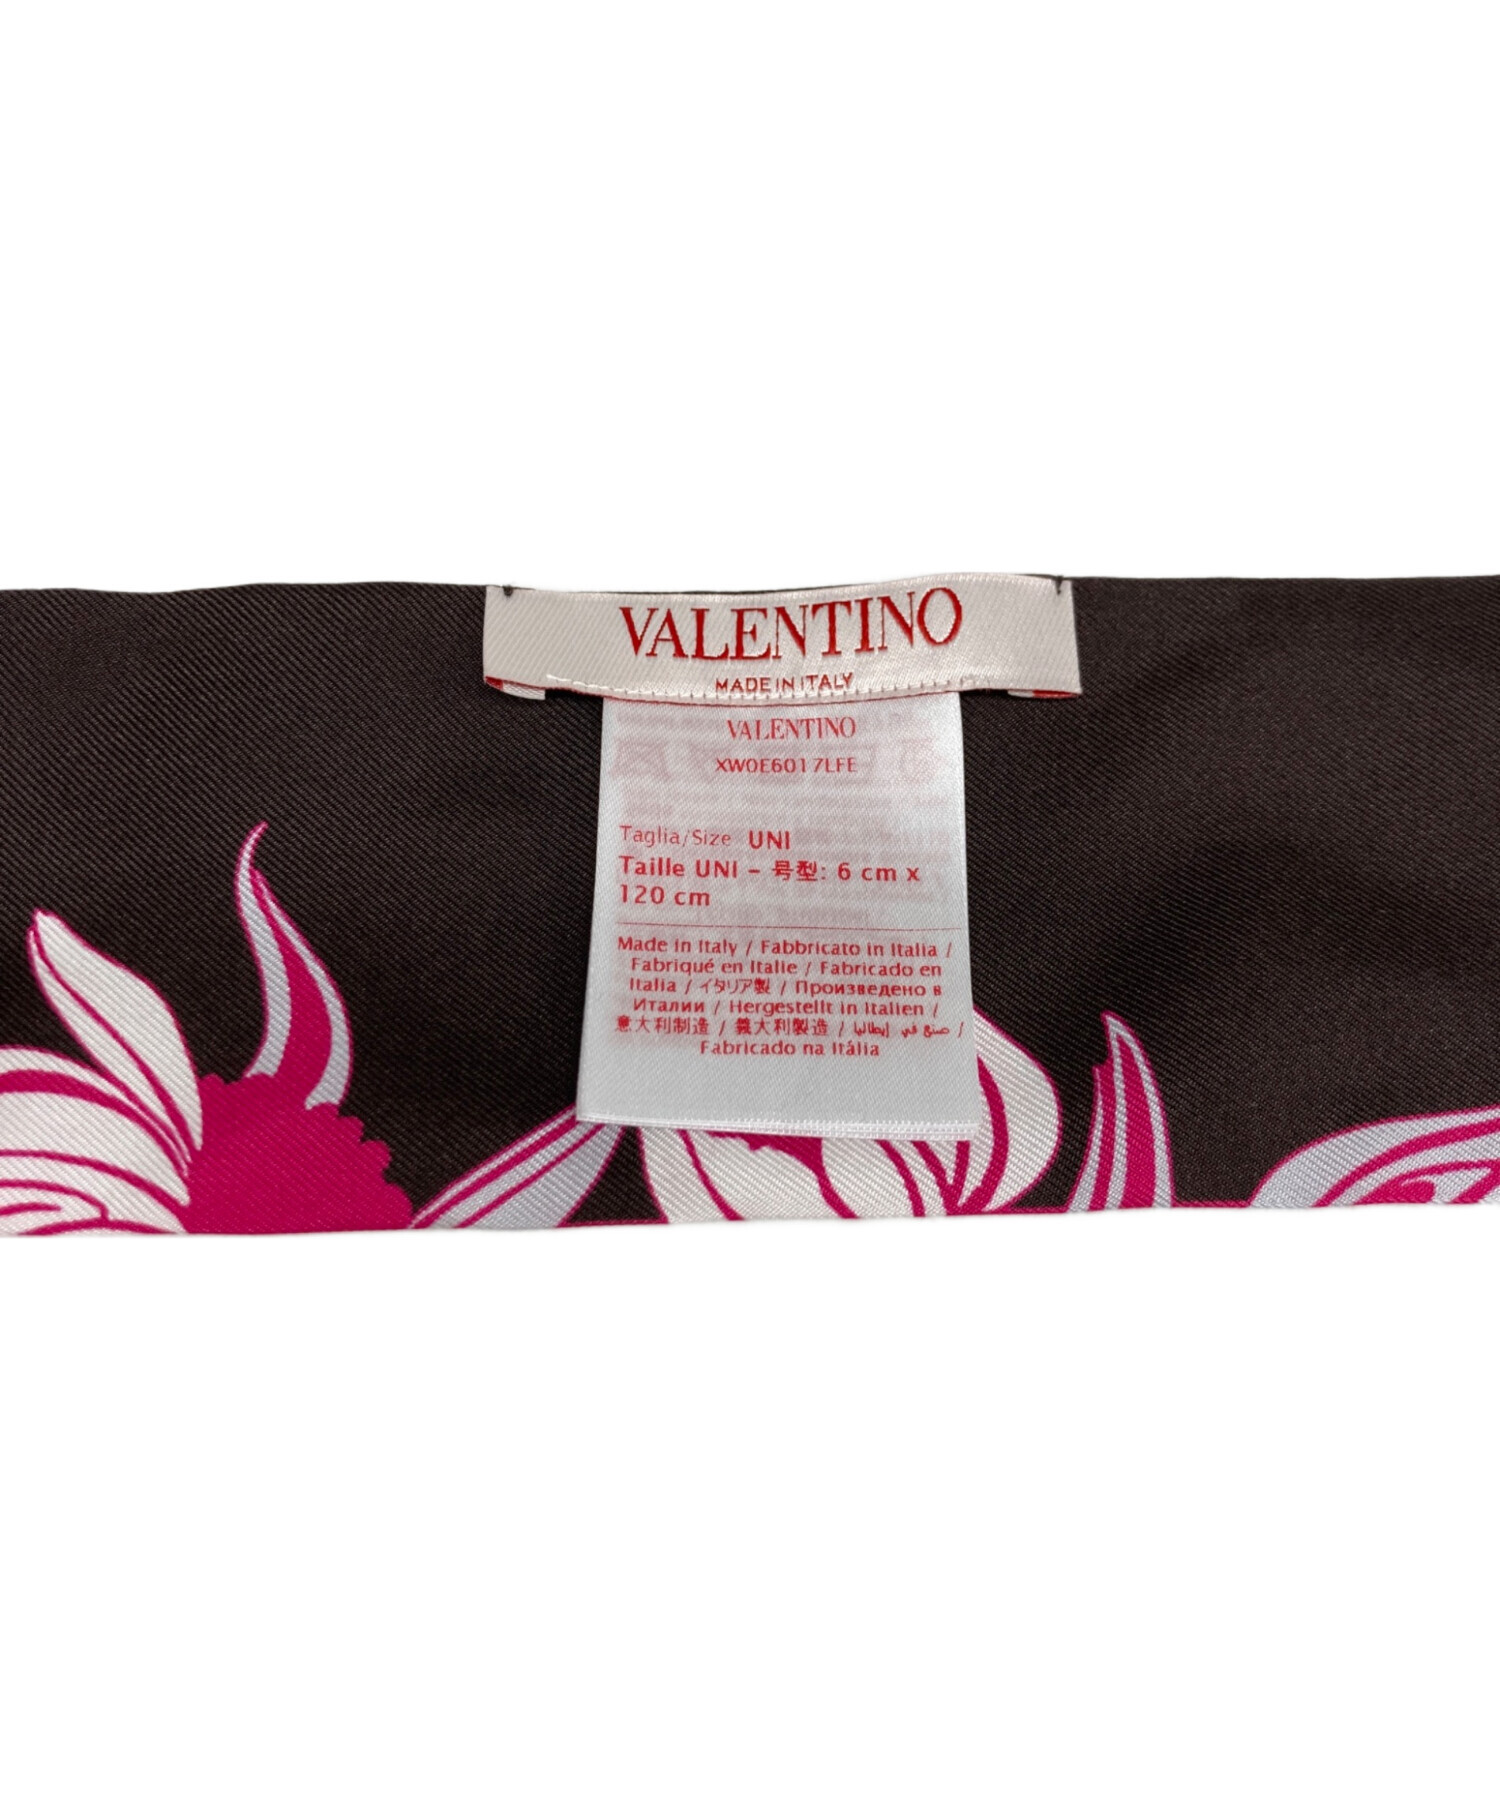 VALENTINO
MADE IN ITALY
VALENTINO
XW0E6017LFE
Taglia/Size UNI
Taille UNI - 号型: 6 cm x
120 cm
Made in Italy / Fabbricato in Italia /
Fabriqué en Italie / Fabricado en
Italia / イタリア製 / Произведено в
Италии / Hergestellt in Italien /
意大利制造 / 義大利製造 / صنع في إيطاليا /
Fabricado na Itália